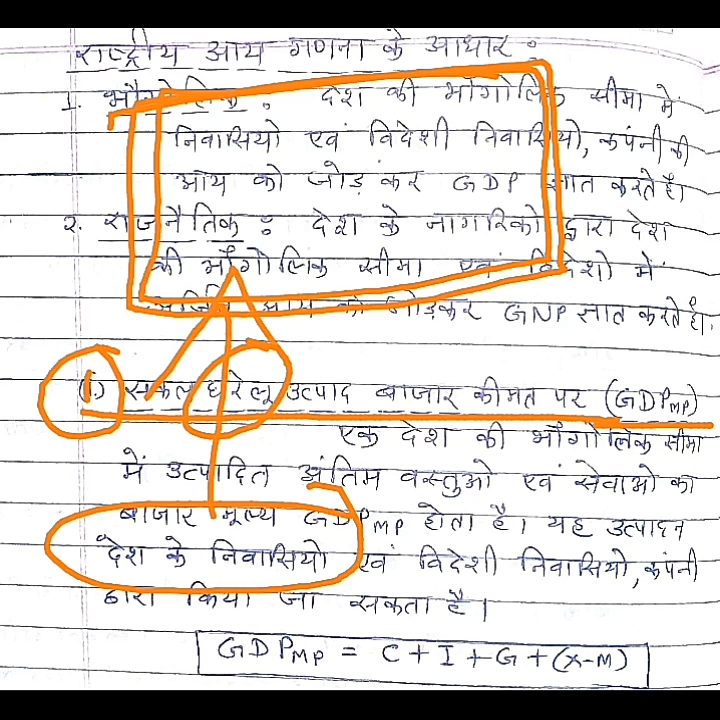 राष्ट्रीय आय गणना के आधार :
1. भौगोलिक : देश की भौगोलिक सीमा में
निवासियो एवं विदेशी निवासियो, कंपनी की
आय को जोड़ कर GDP ज्ञात करते है।
2. राजनैतिक : देश के नागरिको द्वारा देश
की भौगोलिक सीमा एवं विदेशो में
अर्जित आय को जोड़कर GNP ज्ञात करते है।
(1.) सकल घरेलू उत्पाद बाजार कीमत पर (GDPMP)
एक देश की भौगोलिक सीमा
में उत्पादित अंतिम वस्तुओ एवं सेवाओ का
बाजार मूल्य GDPMP होता है। यह उत्पादन
देश के निवासियो एवं विदेशी निवासियो, कंपनी
द्वारा किया जा सकता है।
GDPMP = C + I + G + (X-M)